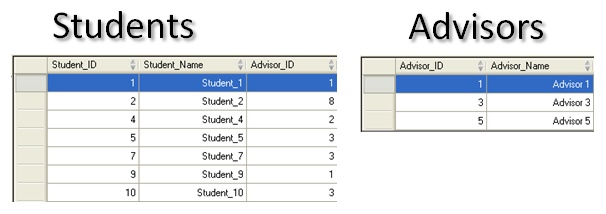 Students
Student_ID Student_Name Advisor_ID
1 Student_1 1
2 Student_2 8
4 Student_4 2
5 Student_5 3
7 Student_7 3
9 Student_9 1
10 Student_10 3
Advisors
Advisor_ID Advisor_Name
1 Advisor 1
3 Advisor 3
5 Advisor 5